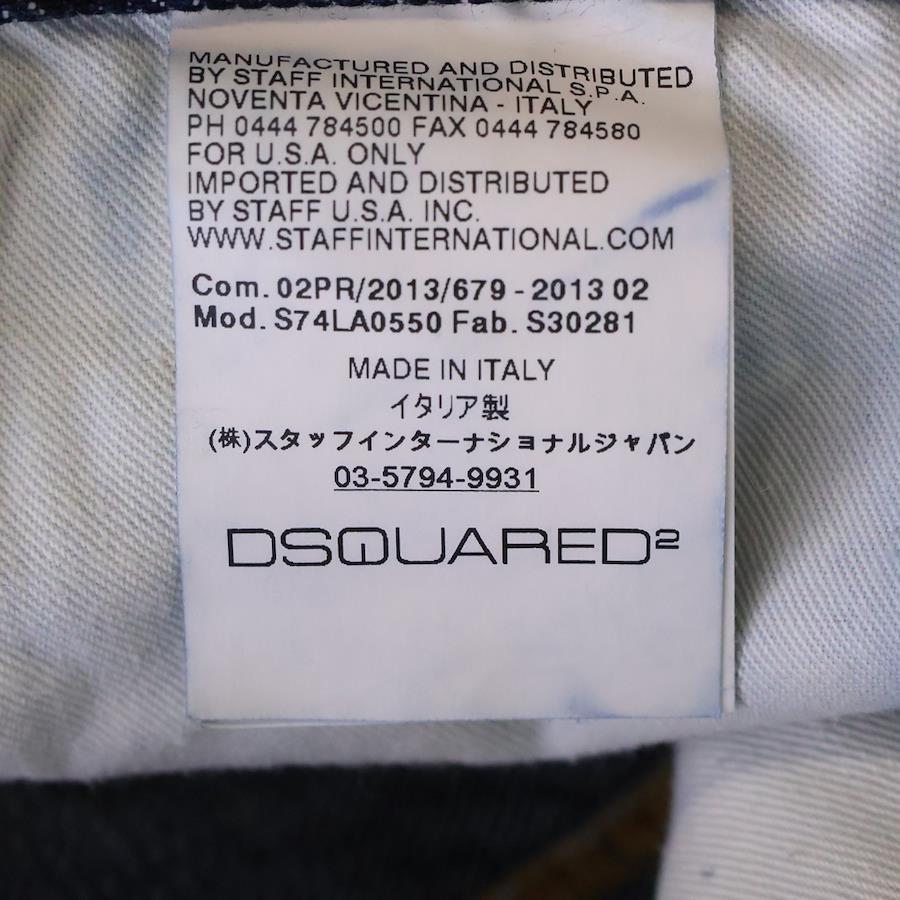 MANUFACTURED AND DISTRIBUTED
BY STAFF INTERNATIONAL S.P.A.
NOVENTA VICENTINA - ITALY
PH 0444 784500 FAX 0444 784580
FOR U.S.A. ONLY
IMPORTED AND DISTRIBUTED
BY STAFF U.S.A. INC.
WWW.STAFFINTERNATIONAL.COM
Com. 02PR/2013/679 - 2013 02
Mod. S74LA0550 Fab. S30281
MADE IN ITALY
イタリア製
(株)スタッフインターナショナルジャパン
03-5794-9931
DSQUARED²